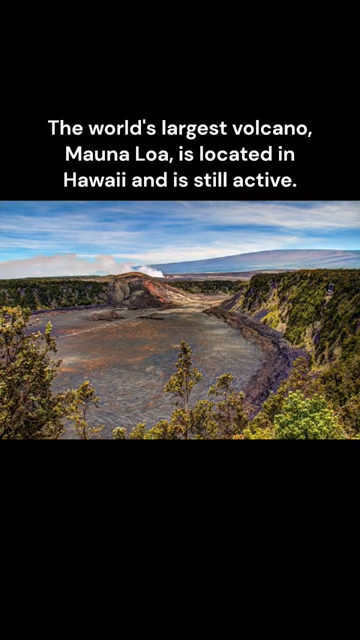 The world's largest volcano,
Mauna Loa, is located in
Hawaii and is still active.